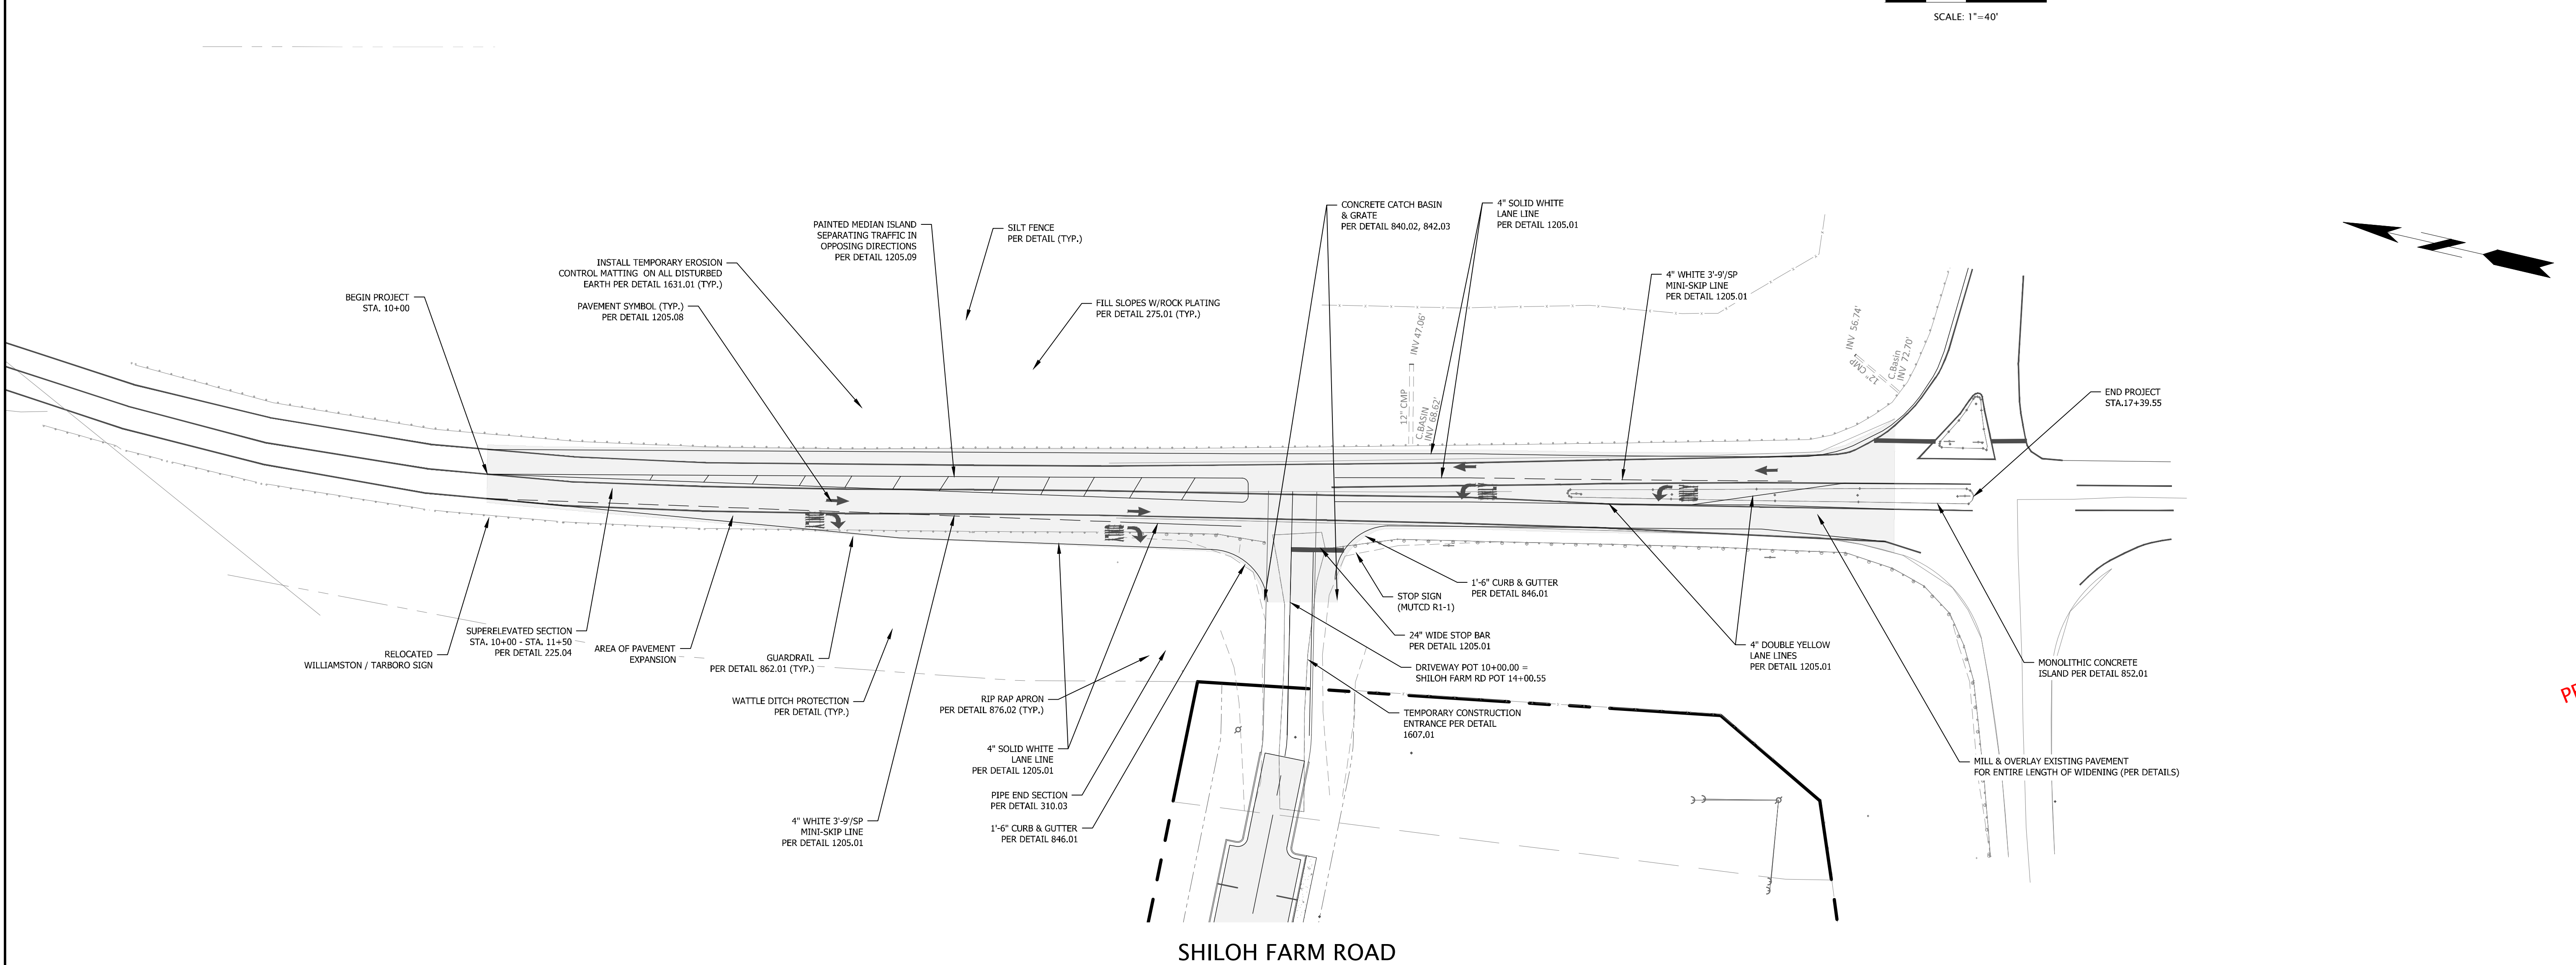 SCALE: 1"=40'
CONCRETE CATCH BASIN
& GRATE
PER DETAIL 840.02, 842.03
4" SOLID WHITE
LANE LINE
PER DETAIL 1205.01
PAINTED MEDIAN ISLAND
SEPARATING TRAFFIC IN
OPPOSING DIRECTIONS
PER DETAIL 1205.09
SILT FENCE
PER DETAIL (TYP.)
INSTALL TEMPORARY EROSION
CONTROL MATTING ON ALL DISTURBED
EARTH PER DETAIL 1631.01 (TYP.)
4" WHITE 3'-9'/SP
MINI-SKIP LINE
PER DETAIL 1205.01
BEGIN PROJECT
STA. 10+00
PAVEMENT SYMBOL (TYP.)
PER DETAIL 1205.08
FILL SLOPES W/ROCK PLATING
PER DETAIL 275.01 (TYP.)
INV 47.06'
12" CMP
C.BASIN
INV 68.62'
INV 56.74'
12" CMP
C.Basin
INV 72.70'
END PROJECT
STA.17+39.55
ONLY
ONLY
ONLY
ONLY
1'-6" CURB & GUTTER
PER DETAIL 846.01
STOP SIGN
(MUTCD R1-1)
24" WIDE STOP BAR
PER DETAIL 1205.01
DRIVEWAY POT 10+00.00 =
SHILOH FARM RD POT 14+00.55
TEMPORARY CONSTRUCTION
ENTRANCE PER DETAIL
1607.01
4" DOUBLE YELLOW
LANE LINES
PER DETAIL 1205.01
MONOLITHIC CONCRETE
ISLAND PER DETAIL 852.01
MILL & OVERLAY EXISTING PAVEMENT
FOR ENTIRE LENGTH OF WIDENING (PER DETAILS)
RELOCATED
WILLIAMSTON / TARBORO SIGN
SUPERELEVATED SECTION
STA. 10+00 - STA. 11+50
PER DETAIL 225.04
AREA OF PAVEMENT
EXPANSION
GUARDRAIL
PER DETAIL 862.01 (TYP.)
WATTLE DITCH PROTECTION
PER DETAIL (TYP.)
RIP RAP APRON
PER DETAIL 876.02 (TYP.)
4" SOLID WHITE
LANE LINE
PER DETAIL 1205.01
PIPE END SECTION
PER DETAIL 310.03
4" WHITE 3'-9'/SP
MINI-SKIP LINE
PER DETAIL 1205.01
1'-6" CURB & GUTTER
PER DETAIL 846.01
SHILOH FARM ROAD